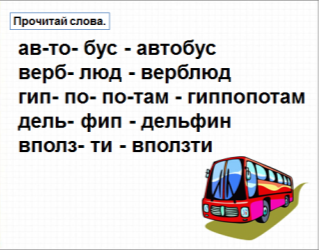 Прочитай слова.
ав-то- бус - автобус
верб- люд - верблюд
гип- по- по-там - гиппопотам
дель- фип - дельфин
вполз- ти - вползти